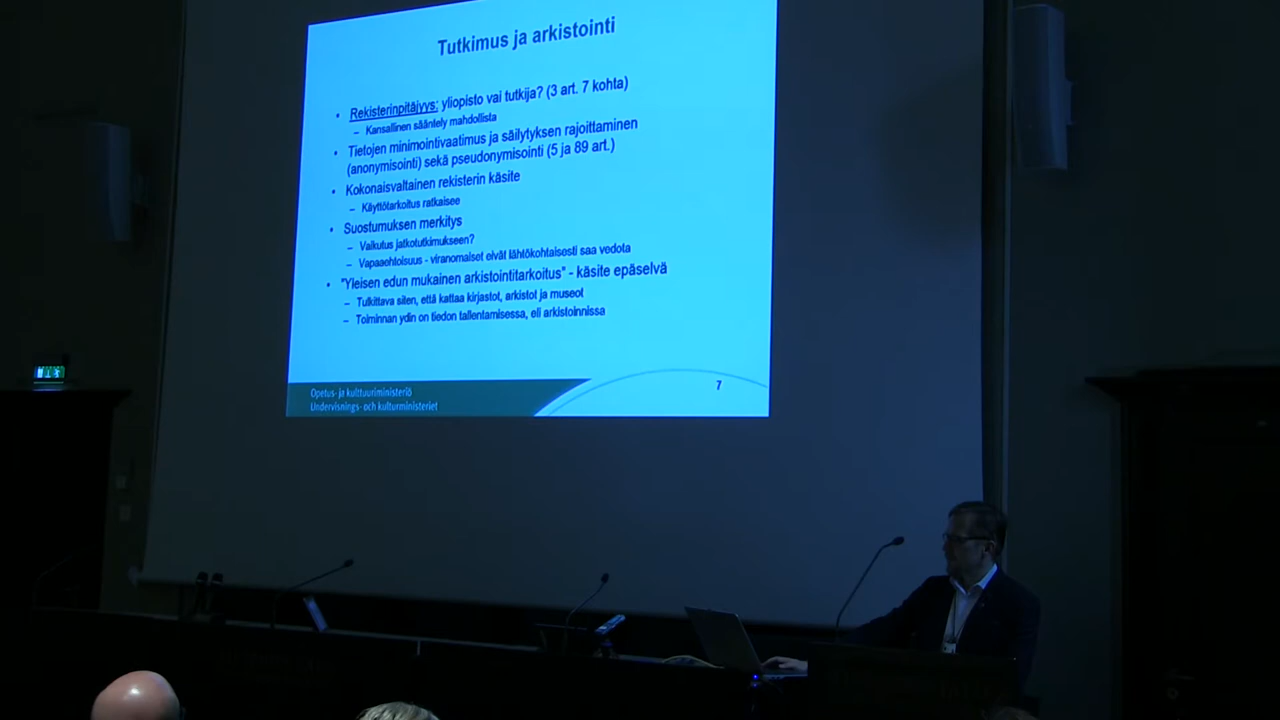 Tutkimus ja arkistointi
• Rekisterinpitäjyys: yliopisto vai tutkija? (3 art. 7 kohta)
– Kansallinen sääntely mahdollista
• Tietojen minimointivaatimus ja säilytyksen rajoittaminen
(anonymisointi) sekä pseudonymisointi (5 ja 89 art.)
• Kokonaisvaltainen rekisterin käsite
– Käyttötarkoitus ratkaisee
• Suostumuksen merkitys
– Vaikutus jatkotutkimukseen?
– Vapaaehtoisuus - viranomaiset eivät lähtökohtaisesti saa vedota
• "Yleisen edun mukainen arkistointitarkoitus" - käsite epäselvä
– Tulkittava siten, että kattaa kirjastot, arkistot ja museot
– Toiminnan ydin on tiedon tallentamisessa, eli arkistoinnissa
Opetus- ja kulttuuriministeriö
Undervisnings- och kulturministeriet
7